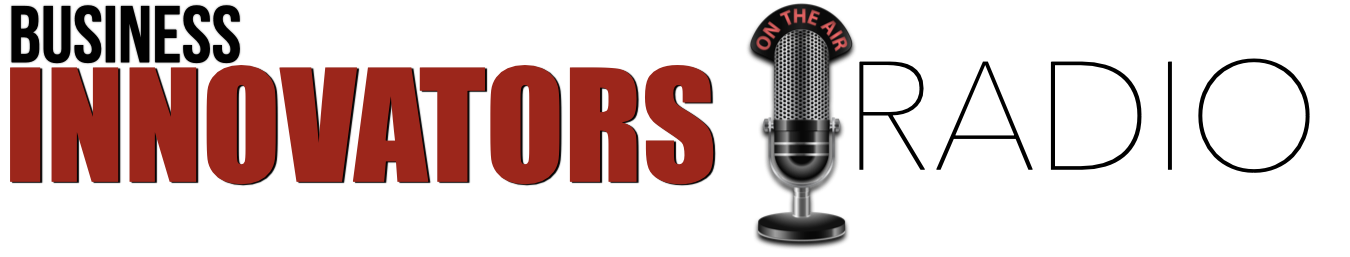 BUSINESS
INNOVATORS
ON THE AIR
RADIO